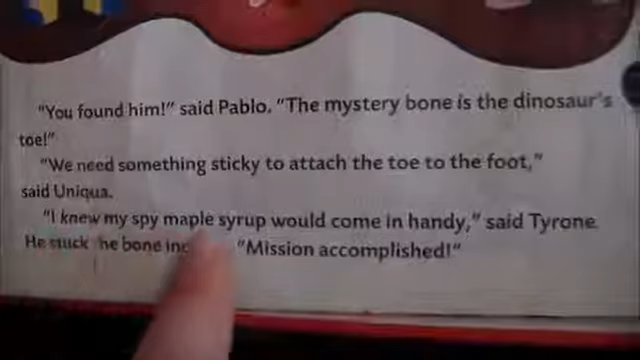 "You found him!" said Pablo. "The mystery bone is the dinosaur's
toe!"
"We need something sticky to attach the toe to the foot,"
said Uniqua.
"I knew my spy maple syrup would come in handy," said Tyrone.
He stuck the bone "Mission accomplished!"